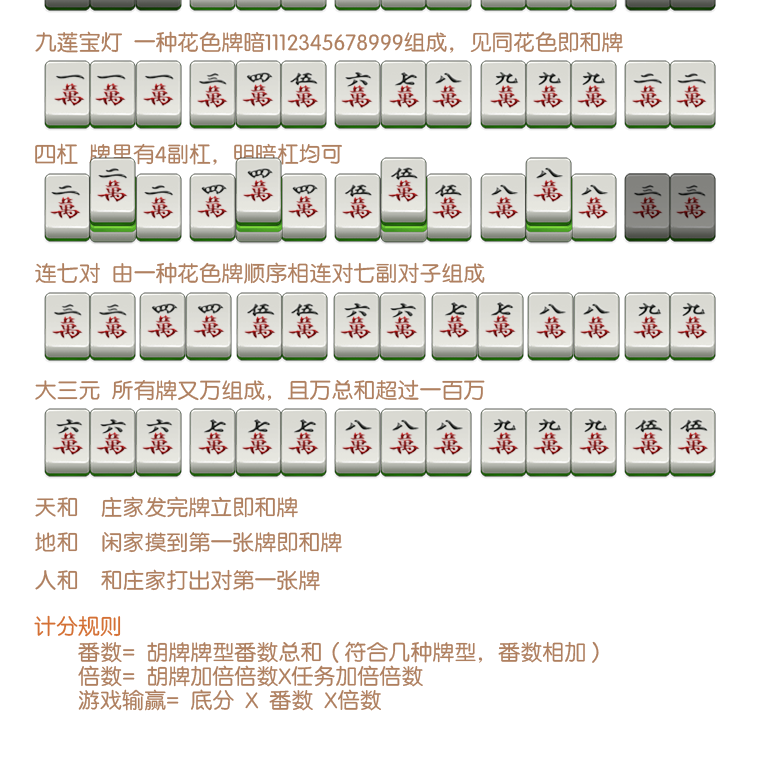 九莲宝灯 一种花色牌暗1112345678999组成，见同花色即和牌
一萬 一萬 一萬 三萬 四萬 伍萬 六萬 七萬 八萬 九萬 九萬 九萬 二萬 二萬
四杠 牌里有4副杠，明暗杠均可
二萬 二萬 二萬 四萬 四萬 四萬 伍萬 伍萬 伍萬 八萬 八萬 八萬 三萬 三萬
连七对 由一种花色牌顺序相连对七副对子组成
三萬 三萬 四萬 四萬 伍萬 伍萬 六萬 六萬 七萬 七萬 八萬 八萬 九萬 九萬
大三元 所有牌又万组成，且万总和超过一百万
六萬 六萬 六萬 七萬 七萬 七萬 八萬 八萬 八萬 九萬 九萬 九萬 伍萬 伍萬
天和 庄家发完牌立即和牌
地和 闲家摸到第一张牌即和牌
人和 和庄家打出对第一张牌
计分规则
番数= 胡牌牌型番数总和（符合几种牌型，番数相加）
倍数= 胡牌加倍倍数X任务加倍倍数
游戏输赢= 底分 X 番数 X倍数